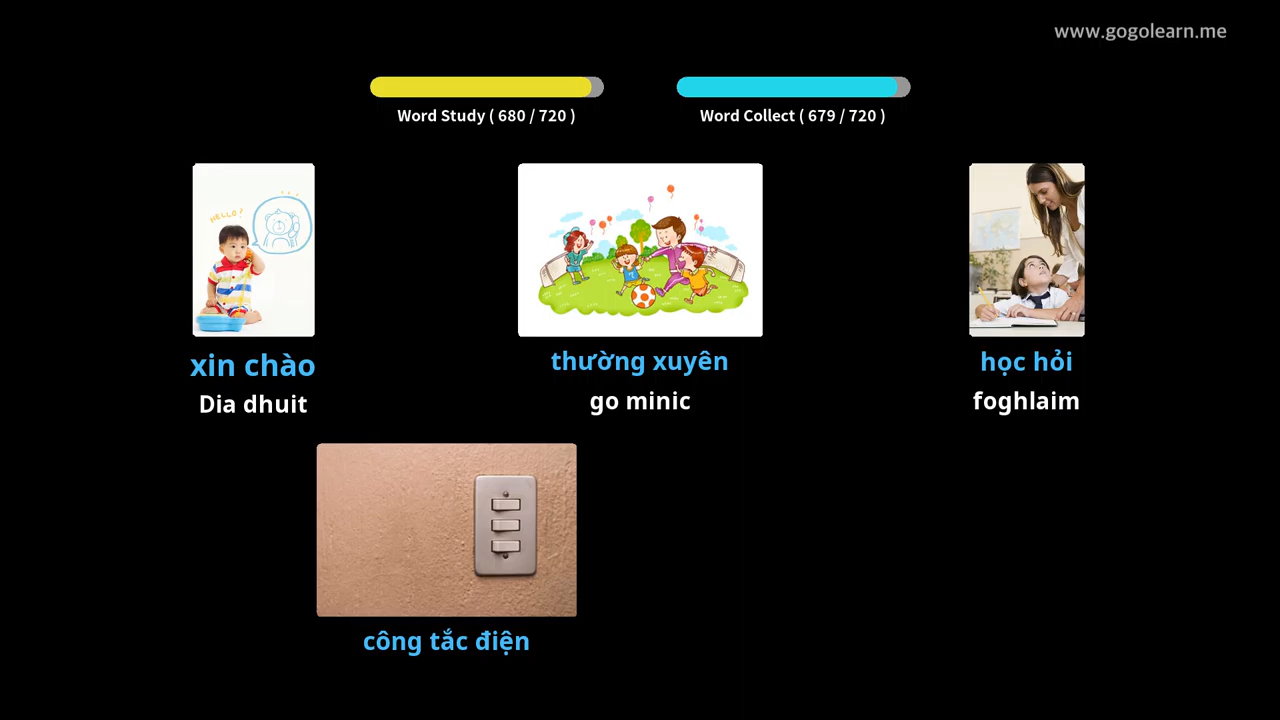 www.gogolearn.me
Word Study ( 680 / 720 )
Word Collect ( 679 / 720 )
HELLO?
xin chào
Dia dhuit
thường xuyên
go minic
học hỏi
foghlaim
công tắc điện